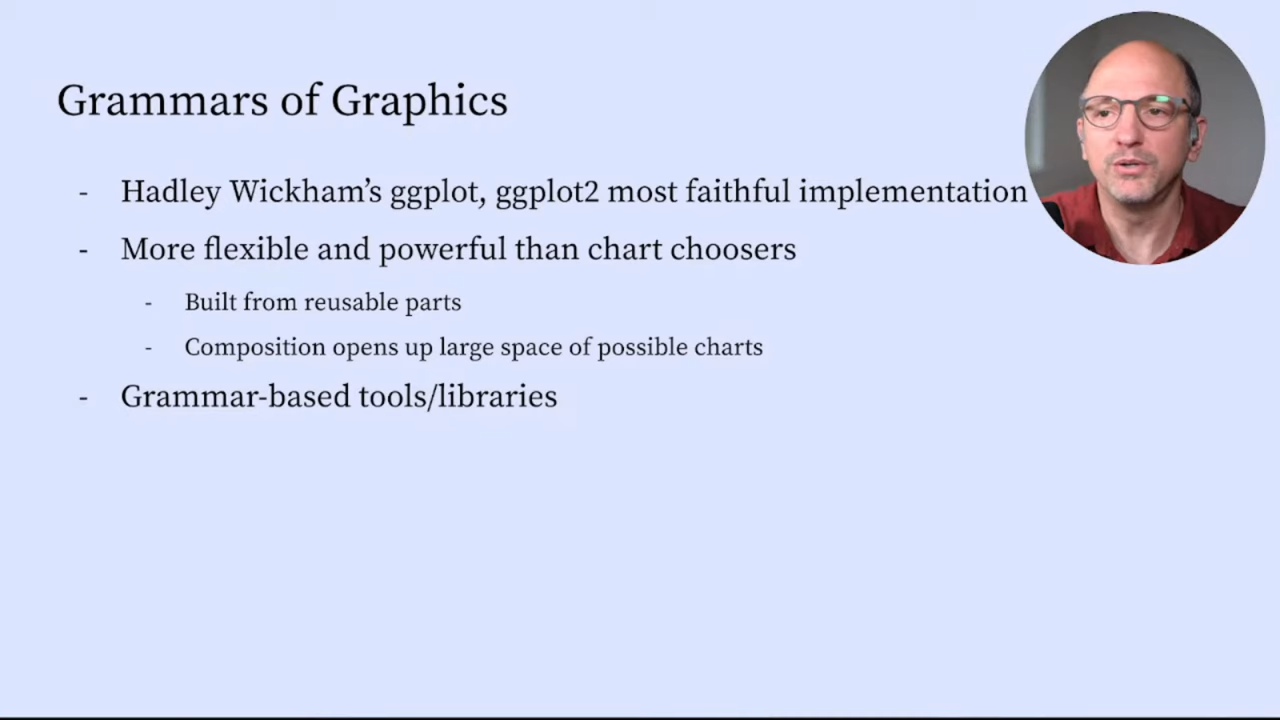 Grammars of Graphics
- Hadley Wickham’s ggplot, ggplot2 most faithful implementation
- More flexible and powerful than chart choosers
- Built from reusable parts
- Composition opens up large space of possible charts
- Grammar-based tools/libraries